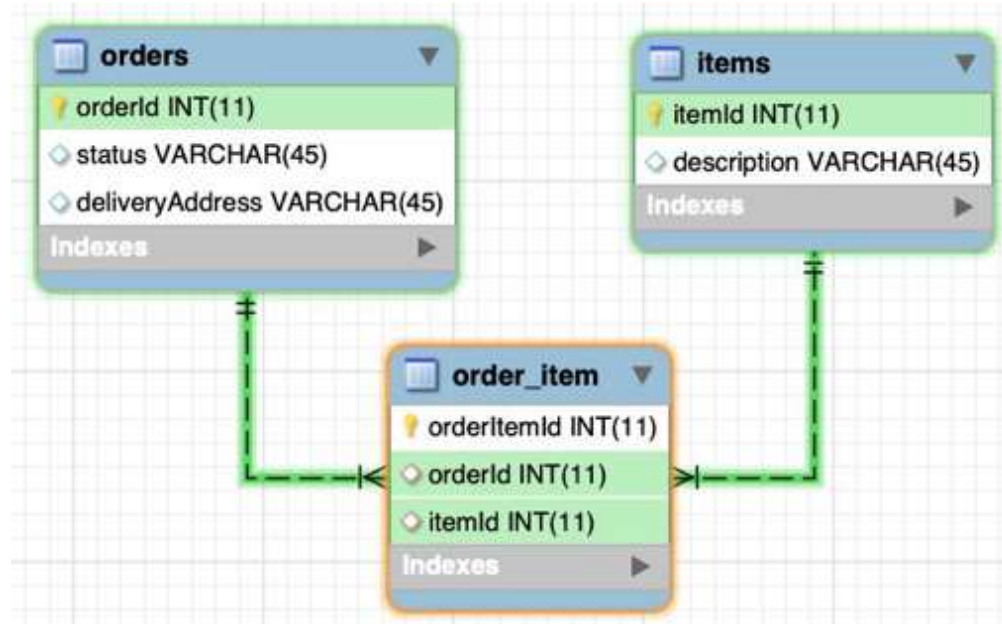 orders
orderId INT(11)
status VARCHAR(45)
deliveryAddress VARCHAR(45)
Indexes
items
itemId INT(11)
description VARCHAR(45)
Indexes
order_item
orderItemId INT(11)
orderId INT(11)
itemId INT(11)
Indexes